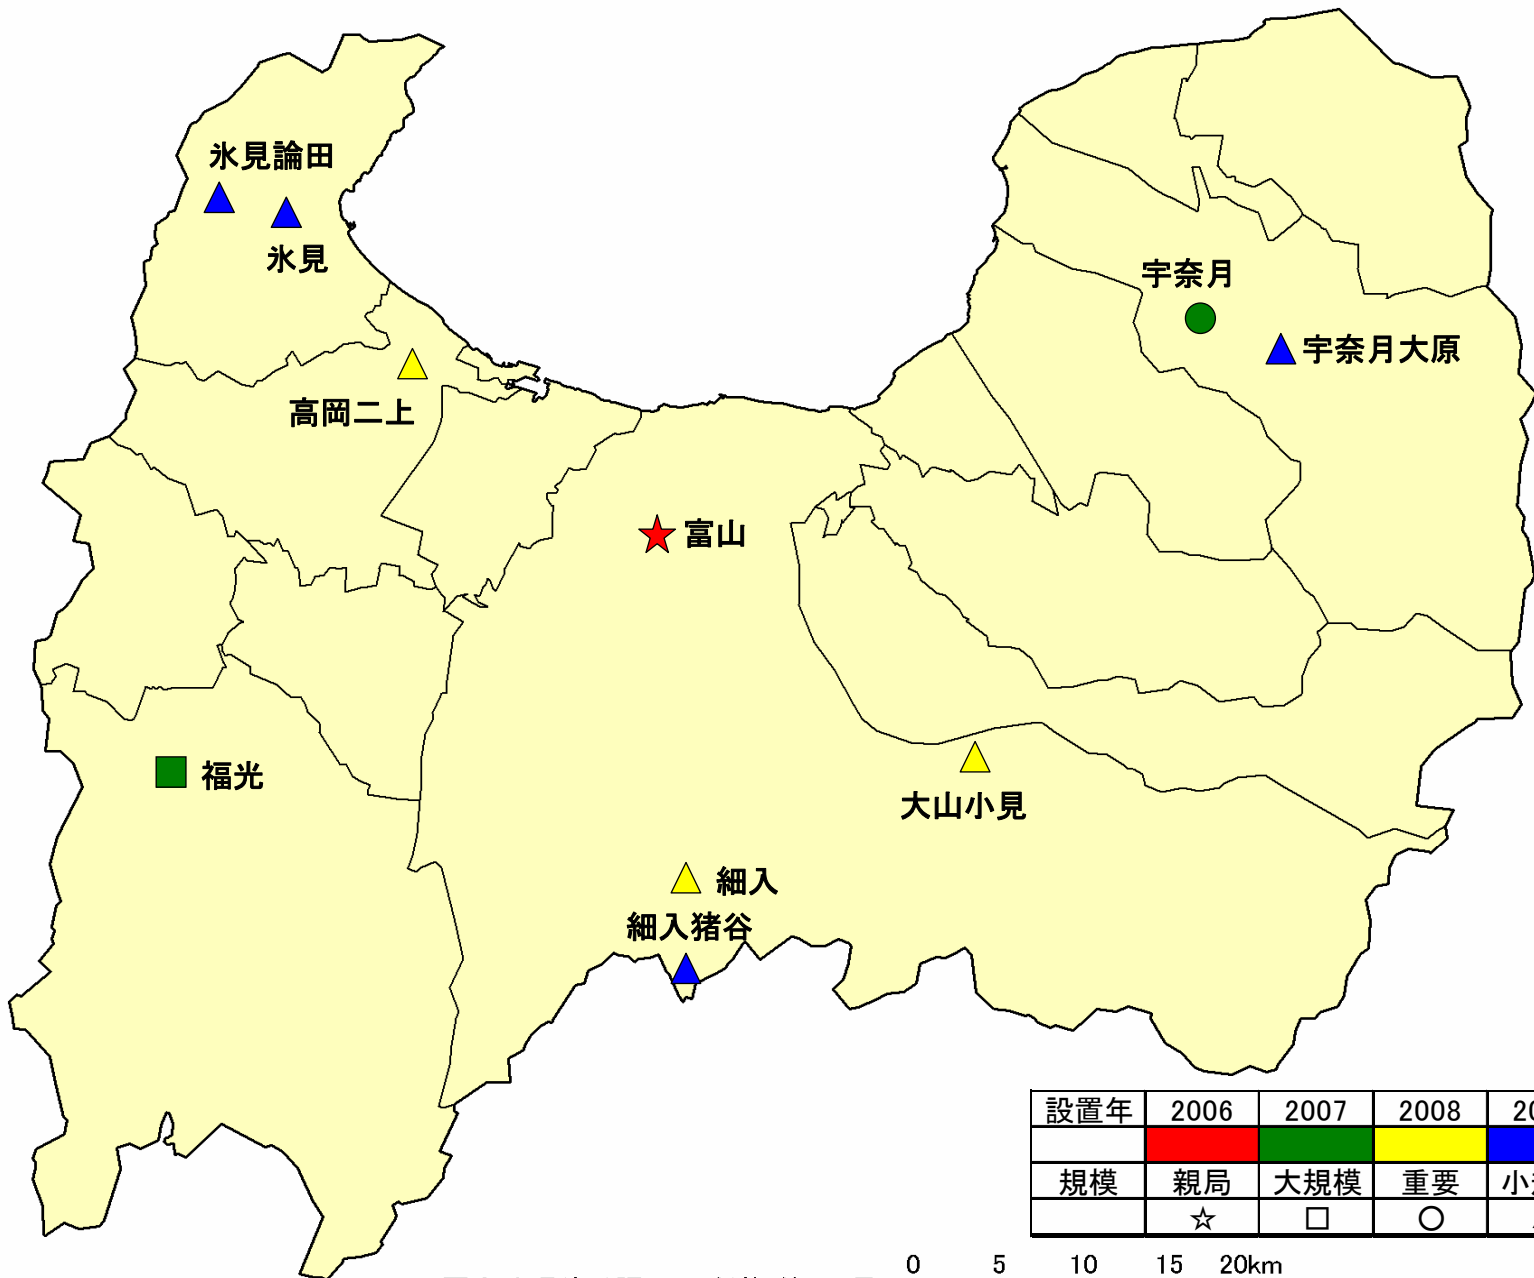 氷見論田
氷見
宇奈月
宇奈月大原
高岡二上
富山
福光
大山小見
細入
細入猪谷
設置年 2006 2007 2008
規模 親局 大規模 重要
☆ □ ○
0 5 10 15 20km